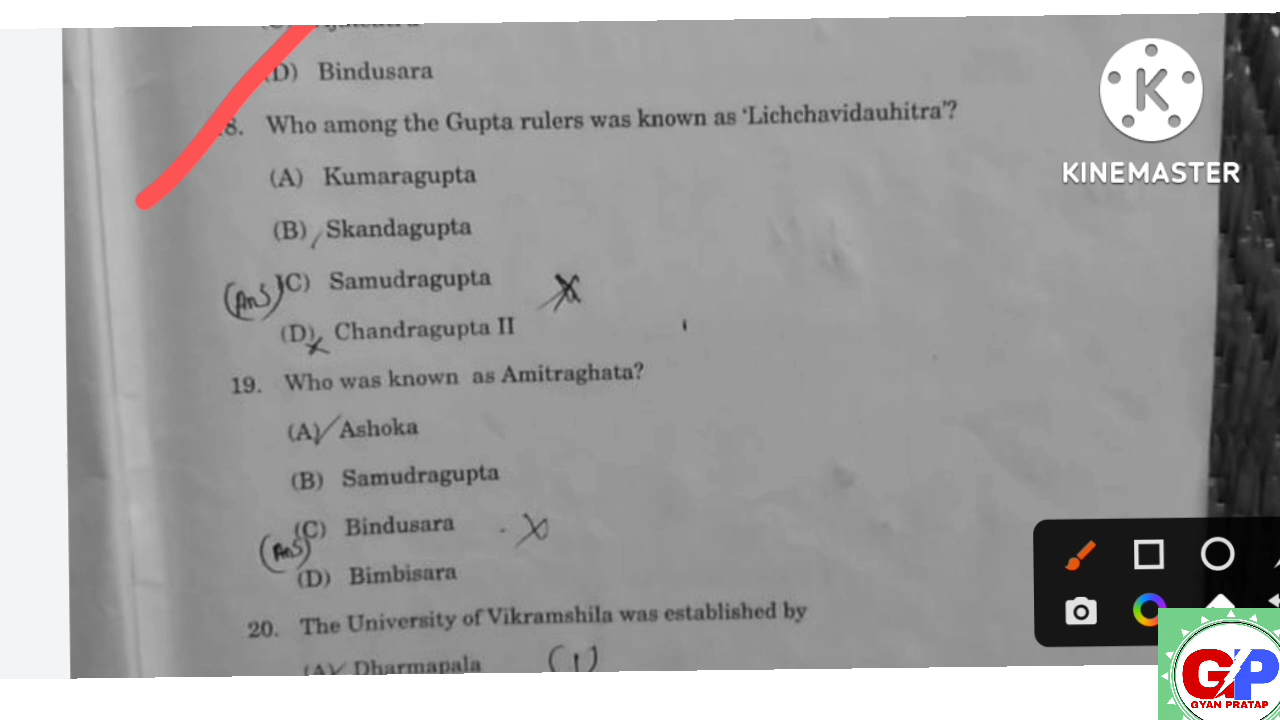 (D) Bindusara
8. Who among the Gupta rulers was known as 'Lichchavidauhitra'?
(A) Kumaragupta
(B) Skandagupta
(Ans) (C) Samudragupta
(D) Chandragupta II
19. Who was known as Amitraghata?
(A) Ashoka
(B) Samudragupta
(C) Bindusara
(Ans)
(D) Bimbisara
20. The University of Vikramshila was established by
(A) Dharmapala (1)
K
KINEMASTER
GP
GYAN PRATAP